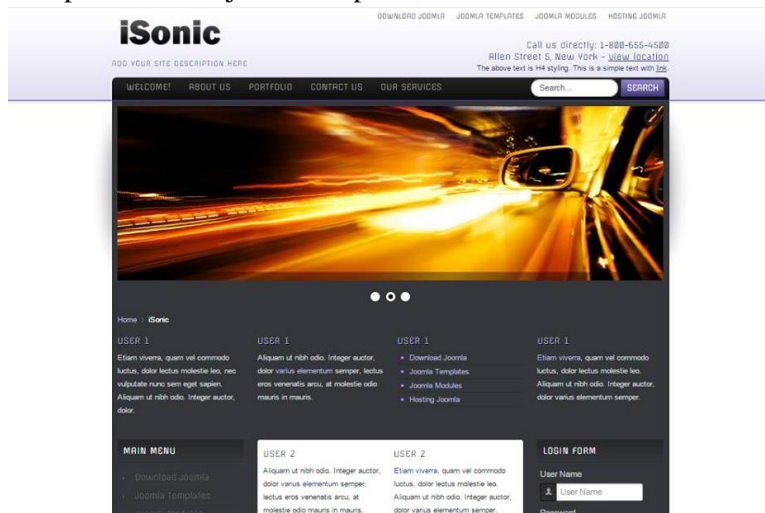 DOWNLOAD JOOMLA JOOMLA TEMPLATES JOOMLA MODULES HOSTING JOOMLA
iSonic
ADD YOUR SITE DESCRIPTION HERE
Call us directly: 1-800-655-4500
Allen Street 5, New York - view location
The above text is H4 styling. This is a simple text with link.
WELCOME! ABOUT US PORTFOLIO CONTACT US OUR SERVICES
Search...
SEARCH
Home > iSonic
USER 1
Etiam viverra, quam vel commodo
luctus, dolor lectus molestie leo, nec
vulputate nunc sem eget sapien.
Aliquam ut nibh odio. Integer auctor,
dolor.
USER 1
Aliquam ut nibh odio. Integer auctor,
dolor varius elementum semper, lectus
eros venenatis arcu, at molestie odio
mauris in mauris.
USER 1
Download Joomla
Joomla Templates
Joomla Modules
Hosting Joomla
USER 1
Etiam viverra, quam vel commodo
luctus, dolor lectus molestie leo.
Aliquam ut nibh odio. Integer auctor,
dolor varius elementum semper.
MAIN MENU
Download Joomla
Joomla Templates
USER 2
Aliquam ut nibh odio. Integer auctor,
dolor varius elementum semper,
lectus eros venenatis arcu, at
molestie odio mauris in mauris.
USER 2
Etiam viverra, quam vel commodo
luctus, dolor lectus molestie leo.
Aliquam ut nibh odio. Integer auctor,
dolor varius elementum semper.
LOGIN FORM
User Name
User Name
Password